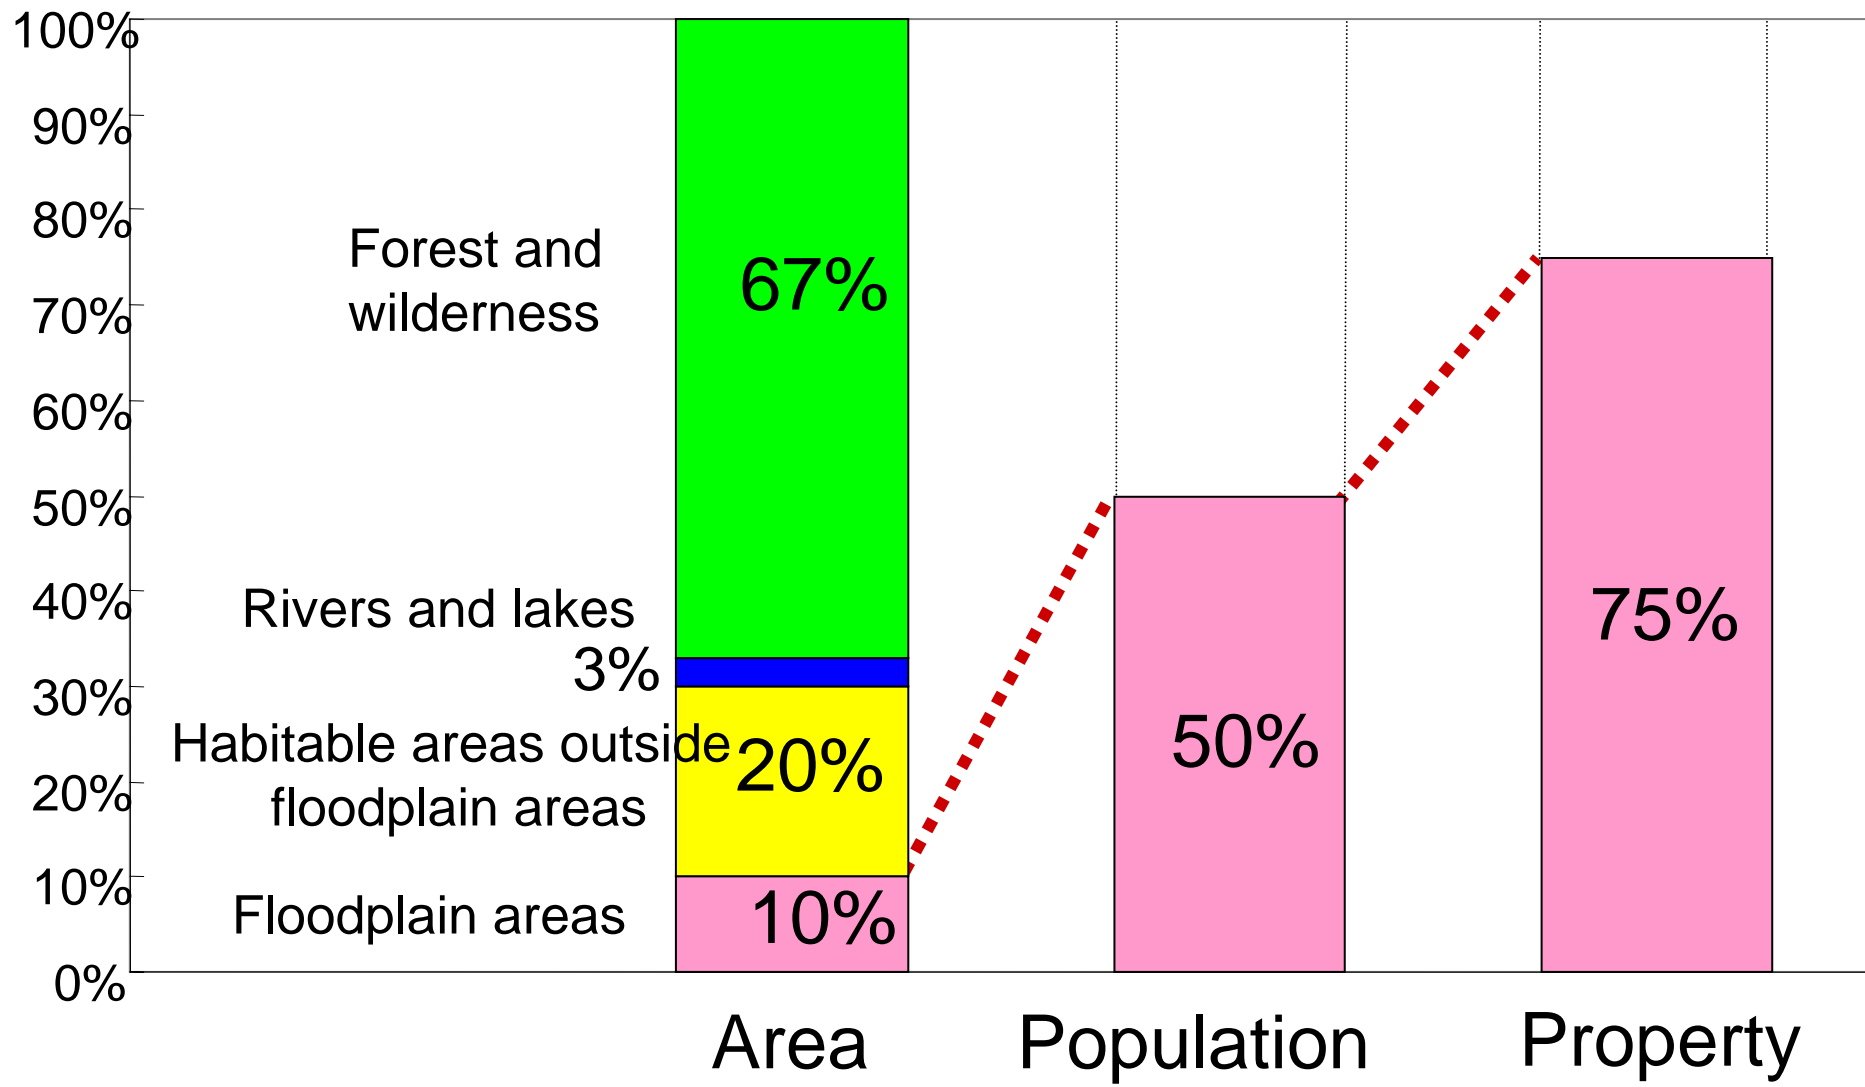 100%
90%
80%
70%
60%
50%
40%
30%
20%
10%
0%
Forest and
wilderness
67%
Rivers and lakes
3%
Habitable areas outside
floodplain areas
20%
Floodplain areas
10%
50%
75%
Area
Population
Property